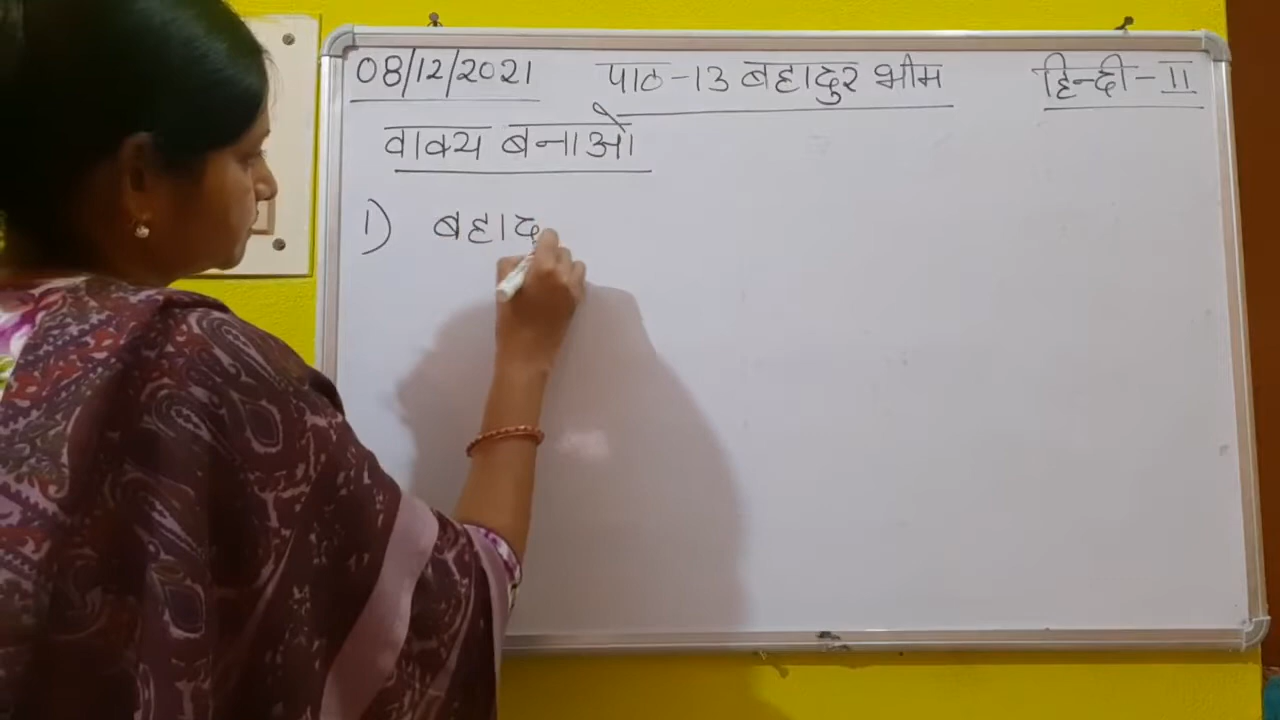 08/12/2021 पाठ-13 बहादुर भीम हिन्दी-II
वाक्य बनाओ
1) बहादु